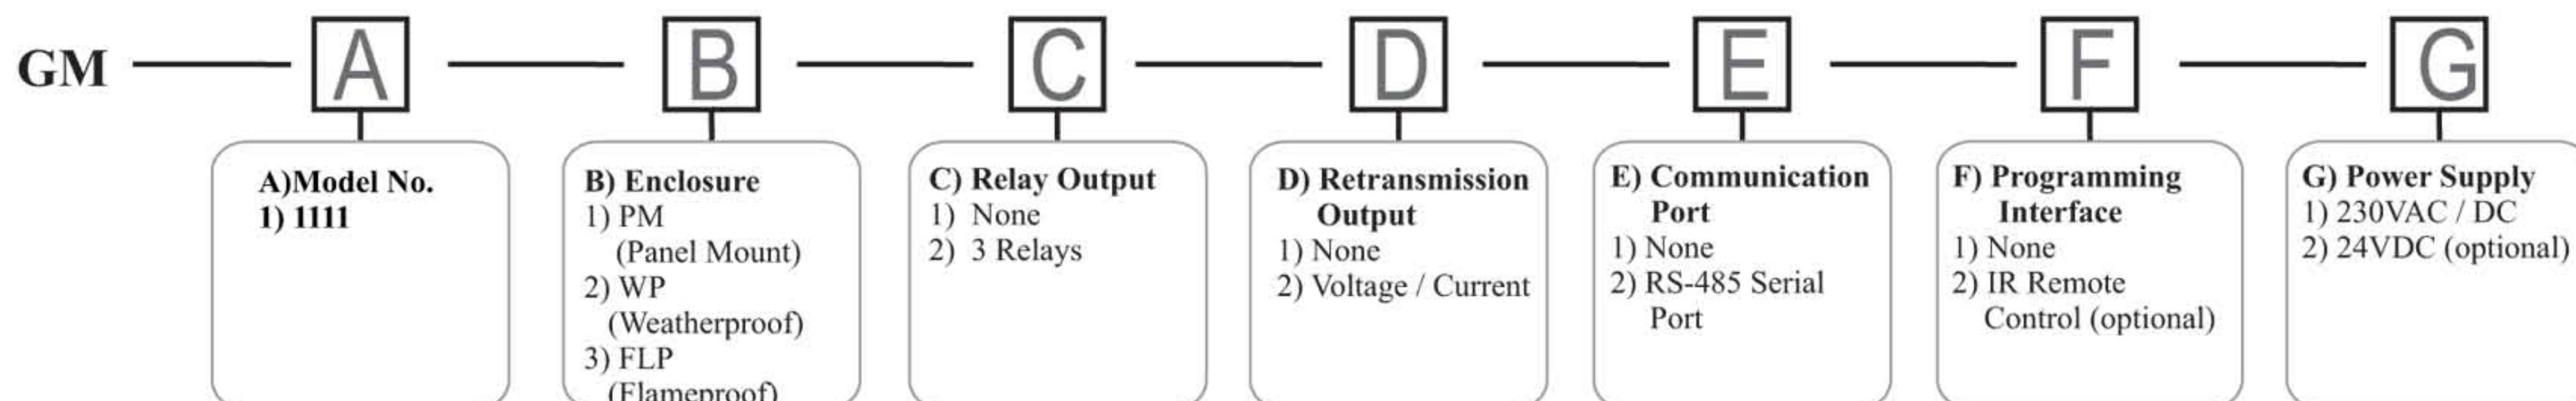 GM A B C D E F G
A)Model No.
1) 1111
B) Enclosure
1) PM
(Panel Mount)
2) WP
(Weatherproof)
3) FLP
(Flameproof)
C) Relay Output
1) None
2) 3 Relays
D) Retransmission
Output
1) None
2) Voltage / Current
E) Communication
Port
1) None
2) RS-485 Serial
Port
F) Programming
Interface
1) None
2) IR Remote
Control (optional)
G) Power Supply
1) 230VAC / DC
2) 24VDC (optional)